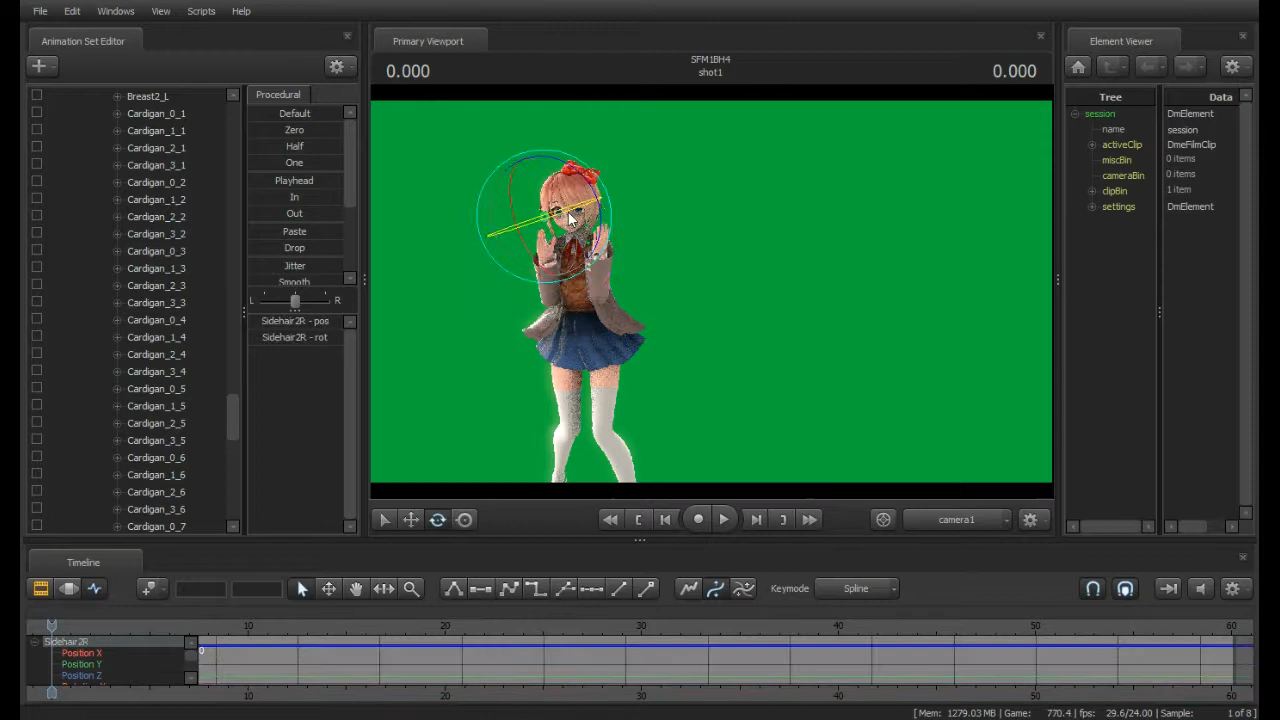 File Edit Windows View Scripts Help
Animation Set Editor
Primary Viewport
Element Viewer
0.000
SFM1BH4
shot1
0.000
Procedural
Default
Zero
Half
One
Playhead
In
Out
Paste
Drop
Jitter
Smooth
L R
Sidehair2R - pos
Sidehair2R - rot
Breast2_L
Cardigan_0_1
Cardigan_1_1
Cardigan_2_1
Cardigan_3_1
Cardigan_0_2
Cardigan_1_2
Cardigan_2_2
Cardigan_3_2
Cardigan_0_3
Cardigan_1_3
Cardigan_2_3
Cardigan_3_3
Cardigan_0_4
Cardigan_1_4
Cardigan_2_4
Cardigan_3_4
Cardigan_0_5
Cardigan_1_5
Cardigan_2_5
Cardigan_3_5
Cardigan_0_6
Cardigan_1_6
Cardigan_2_6
Cardigan_3_6
Cardigan_0_7
Tree Data
session DmElement
name session
activeClip DmeFilmClip
miscBin 0 items
cameraBin 0 items
clipBin 1 item
settings DmElement
camera1
Timeline
Keymode Spline
10 20 30 40 50 60
Sidehair2R
0
Position X
Position Y
Position Z
10 20 30 40 50 60
[ Mem: 1279.03 MB | Game: 770.4 | fps: 29.6/24.00 | Sample: 1 of 8 ]